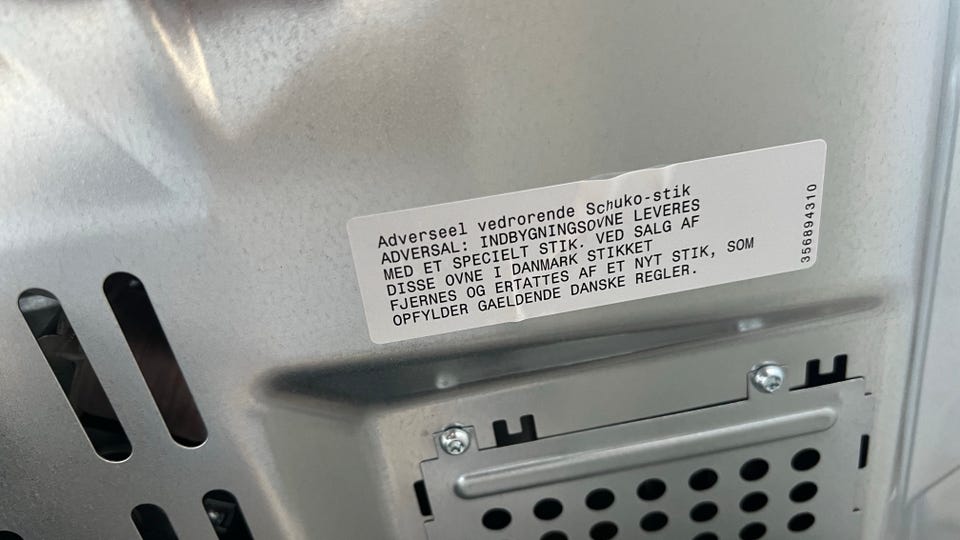 Adverseel vedrorende Schuko-stik
ADVERSAL: INDBYGNINGSOVNE LEVERES
MED ET SPECIELT STIK. VED SALG AF
DISSE OVNE I DANMARK STIKKET
FJERNES OG ERTATTES AF ET NYT STIK, SOM
OPFYLDER GAELDENDE DANSKE REGLER.
356894310